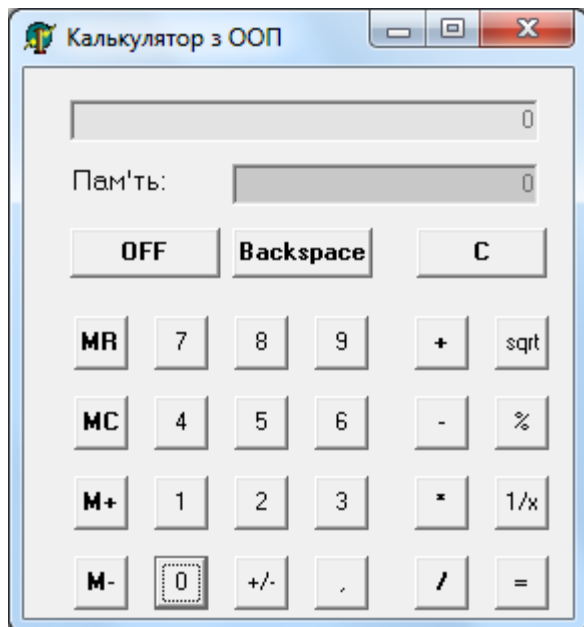 Калькулятор з ООП
0
Пам'ть: 0
OFF Backspace C
MR 7 8 9 + sqrt
MC 4 5 6 - %
M+ 1 2 3 * 1/x
M- 0 +/- , / =